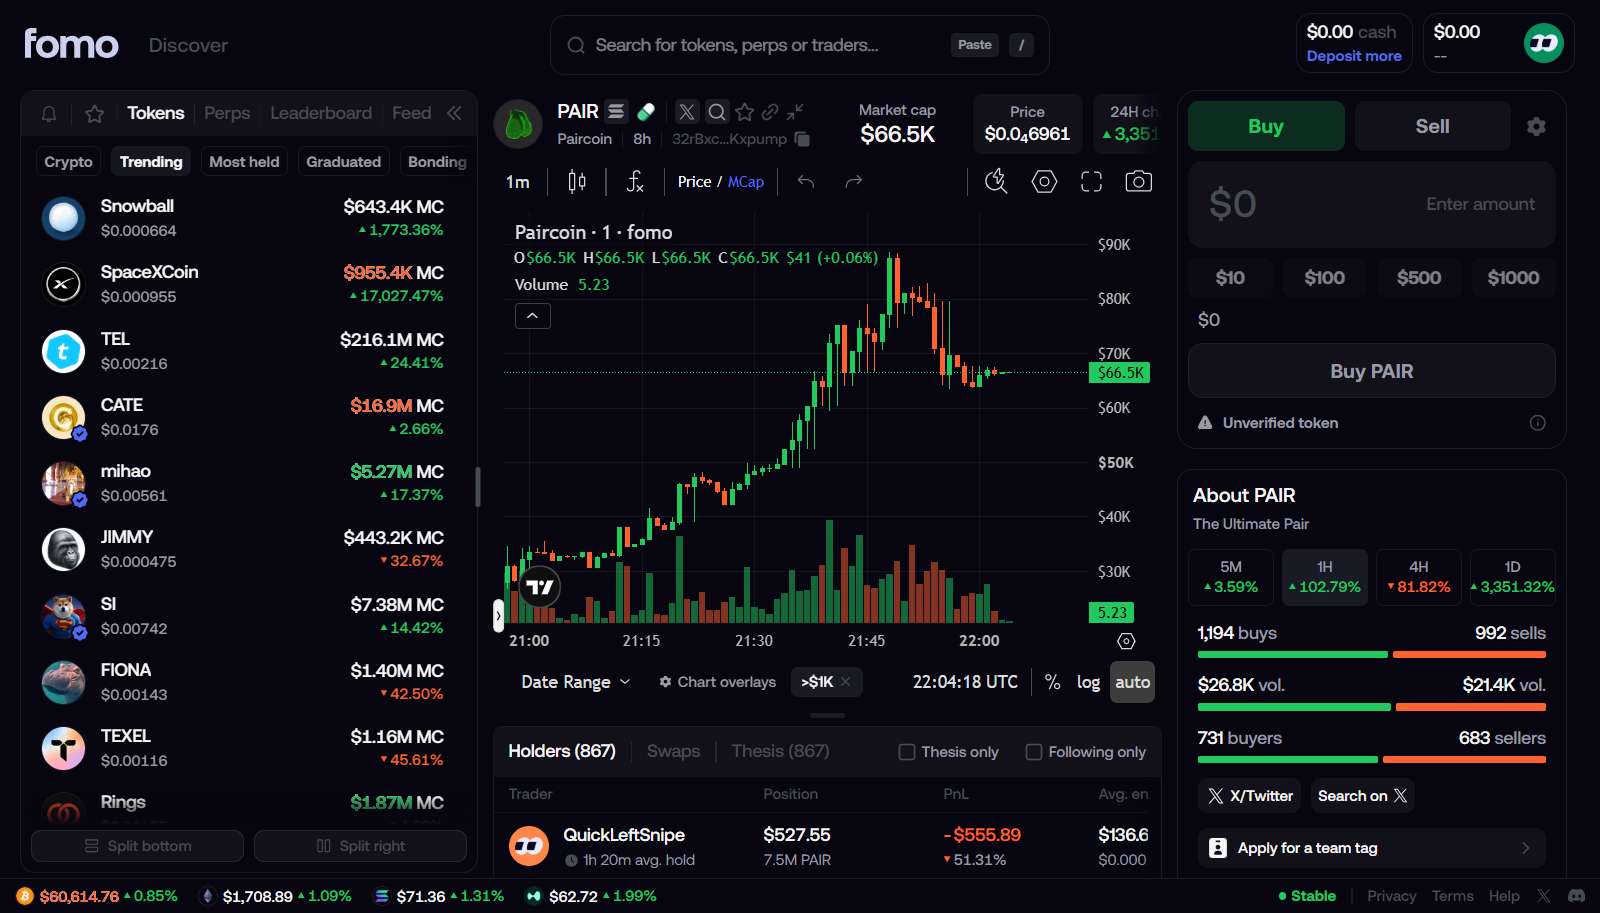 fomo
Discover
Search for tokens, perps or traders...
Paste
/
$0.00 cash
Deposit more
$0.00
--
Tokens
Perps
Leaderboard
Feed
Crypto
Trending
Most held
Graduated
Bonding
Snowball
$0.000664
$643.4K MC
1,773.36%
SpaceXCoin
$0.000955
$955.4K MC
17,027.47%
TEL
$0.00216
$216.1M MC
24.41%
CATE
$0.0176
$16.9M MC
2.66%
mihao
$0.00561
$5.27M MC
17.37%
JIMMY
$0.000475
$443.2K MC
32.67%
SI
$0.00742
$7.38M MC
14.42%
FIONA
$0.00143
$1.40M MC
42.50%
TEXEL
$0.00116
$1.16M MC
45.61%
Rings
$1.87M MC
Split bottom
Split right
PAIR
Paircoin
8h
32rBxc...Kxpump
Market cap
$66.5K
Price
$0.0₄6961
24H ch
3,351
1m
Price / MCap
Paircoin · 1 · fomo
O$66.5K H$66.5K L$66.5K C$66.5K $41 (+0.06%)
Volume 5.23
$90K
$80K
$70K
$66.5K
$60K
$50K
$40K
$30K
5.23
21:00
21:15
21:30
21:45
22:00
Date Range
Chart overlays
>$1K
22:04:18 UTC
%
log
auto
Holders (867)
Swaps
Thesis (867)
Thesis only
Following only
Trader
Position
PnL
Avg. en
QuickLeftSnipe
1h 20m avg. hold
$527.55
7.5M PAIR
-$555.89
51.31%
$136.6
$0.000
Buy
Sell
$0
Enter amount
$10
$100
$500
$1000
$0
Buy PAIR
Unverified token
About PAIR
The Ultimate Pair
5M
3.59%
1H
102.79%
4H
81.82%
1D
3,351.32%
1,194 buys
992 sells
$26.8K vol.
$21.4K vol.
731 buyers
683 sellers
X/Twitter
Search on X
Apply for a team tag
$60,614.76 0.85%
$1,708.89 1.09%
$71.36 1.31%
$62.72 1.99%
Stable
Privacy
Terms
Help